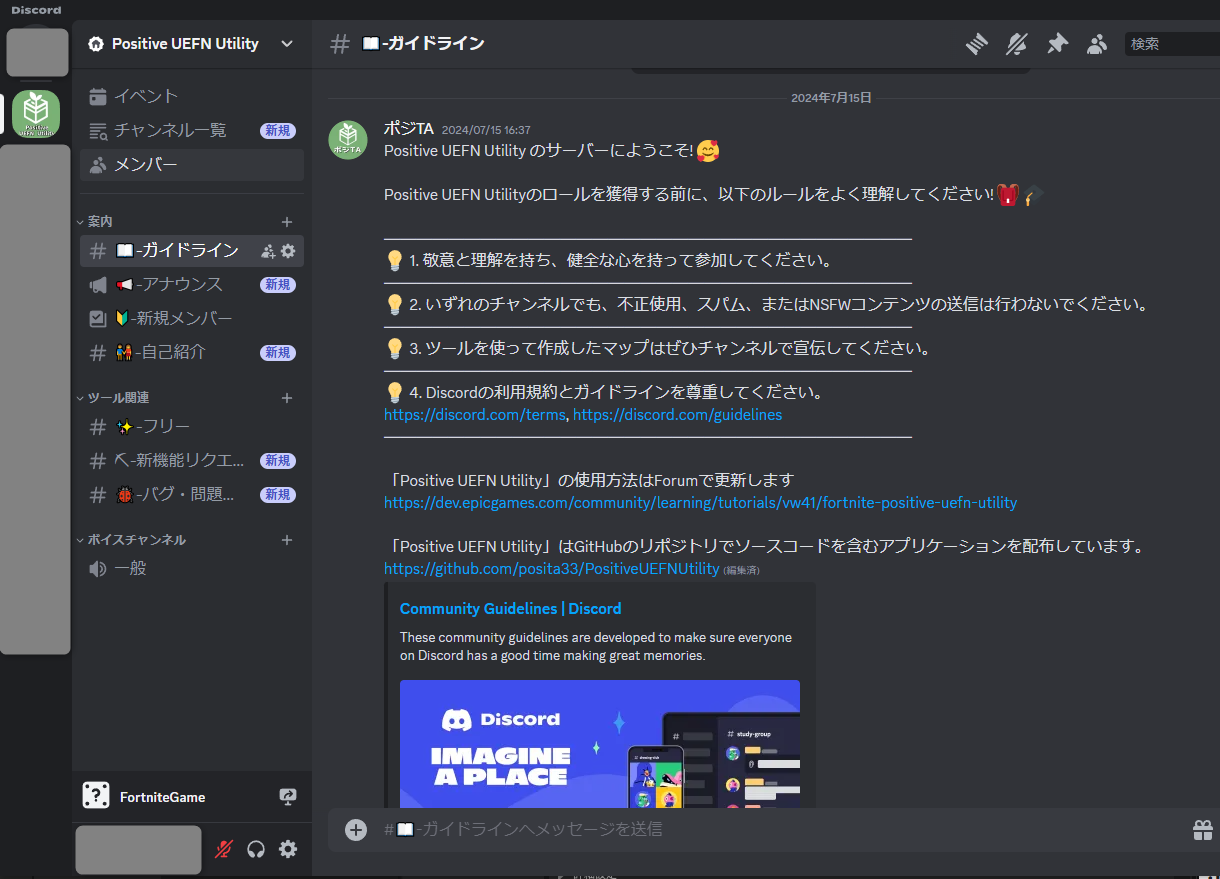 Discord
Positive UEFN Utility
イベント
チャンネル一覧
新規
メンバー
案内
📖-ガイドライン
📢-アナウンス
新規
🔰-新規メンバー
👫-自己紹介
新規
ツール関連
✨-フリー
⛏-新機能リクエ...
新規
🐞-バグ・問題...
新規
ボイスチャンネル
一般
FortniteGame
📖-ガイドライン
検索
2024年7月15日
ポジTA 2024/07/15 16:37
Positive UEFN Utility のサーバーにようこそ!🥰
Positive UEFN Utilityのロールを獲得する前に、以下のルールをよく理解してください!
💡 1. 敬意と理解を持ち、健全な心を持って参加してください。
💡 2. いずれのチャンネルでも、不正使用、スパム、またはNSFWコンテンツの送信は行わないでください。
💡 3. ツールを使って作成したマップはぜひチャンネルで宣伝してください。
💡 4. Discordの利用規約とガイドラインを尊重してください。
https://discord.com/terms, https://discord.com/guidelines
「Positive UEFN Utility」の使用方法はForumで更新します
https://dev.epicgames.com/community/learning/tutorials/vw41/fortnite-positive-uefn-utility
「Positive UEFN Utility」はGitHubのリポジトリでソースコードを含むアプリケーションを配布しています。
https://github.com/posita33/PositiveUEFNUtility (編集済)
Community Guidelines | Discord
These community guidelines are developed to make sure everyone
on Discord has a good time making great memories.
Discord
IMAGINE
A PLACE
# study-group
#📖-ガイドラインへメッセージを送信